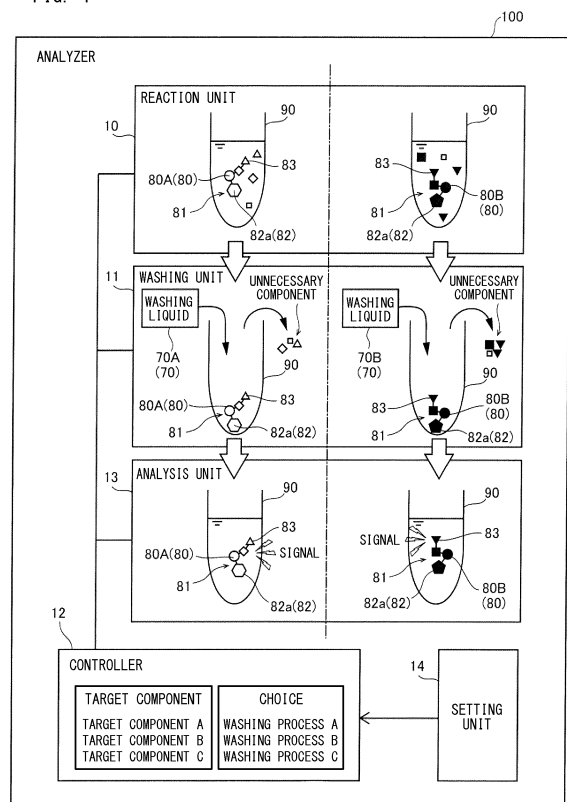 100
ANALYZER
REACTION UNIT
10
90
83
80A(80)
81
82a(82)
90
83
80B
(80)
81
82a(82)
WASHING UNIT
11
WASHING
LIQUID
70A
(70)
UNNECESSARY
COMPONENT
90
83
80A(80)
81
82a(82)
WASHING
LIQUID
70B
(70)
UNNECESSARY
COMPONENT
90
83
80B
(80)
81
82a(82)
ANALYSIS UNIT
13
90
83
80A(80)
SIGNAL
81
82a(82)
90
SIGNAL
83
81
80B
(80)
82a(82)
12
CONTROLLER
TARGET COMPONENT
TARGET COMPONENT A
TARGET COMPONENT B
TARGET COMPONENT C
CHOICE
WASHING PROCESS A
WASHING PROCESS B
WASHING PROCESS C
14
SETTING
UNIT